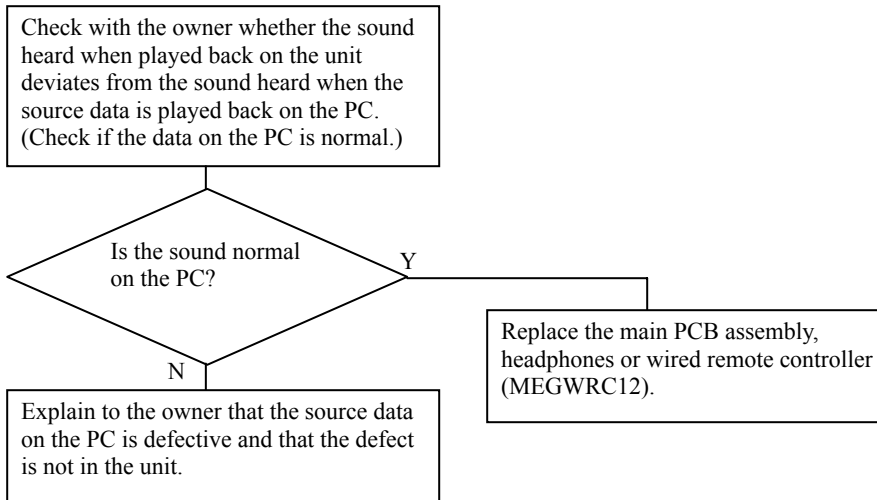 Check with the owner whether the sound
heard when played back on the unit
deviates from the sound heard when the
source data is played back on the PC.
(Check if the data on the PC is normal.)
Is the sound normal
on the PC?
Y
Replace the main PCB assembly,
headphones or wired remote controller
(MEGWRC12).
N
Explain to the owner that the source data
on the PC is defective and that the defect
is not in the unit.